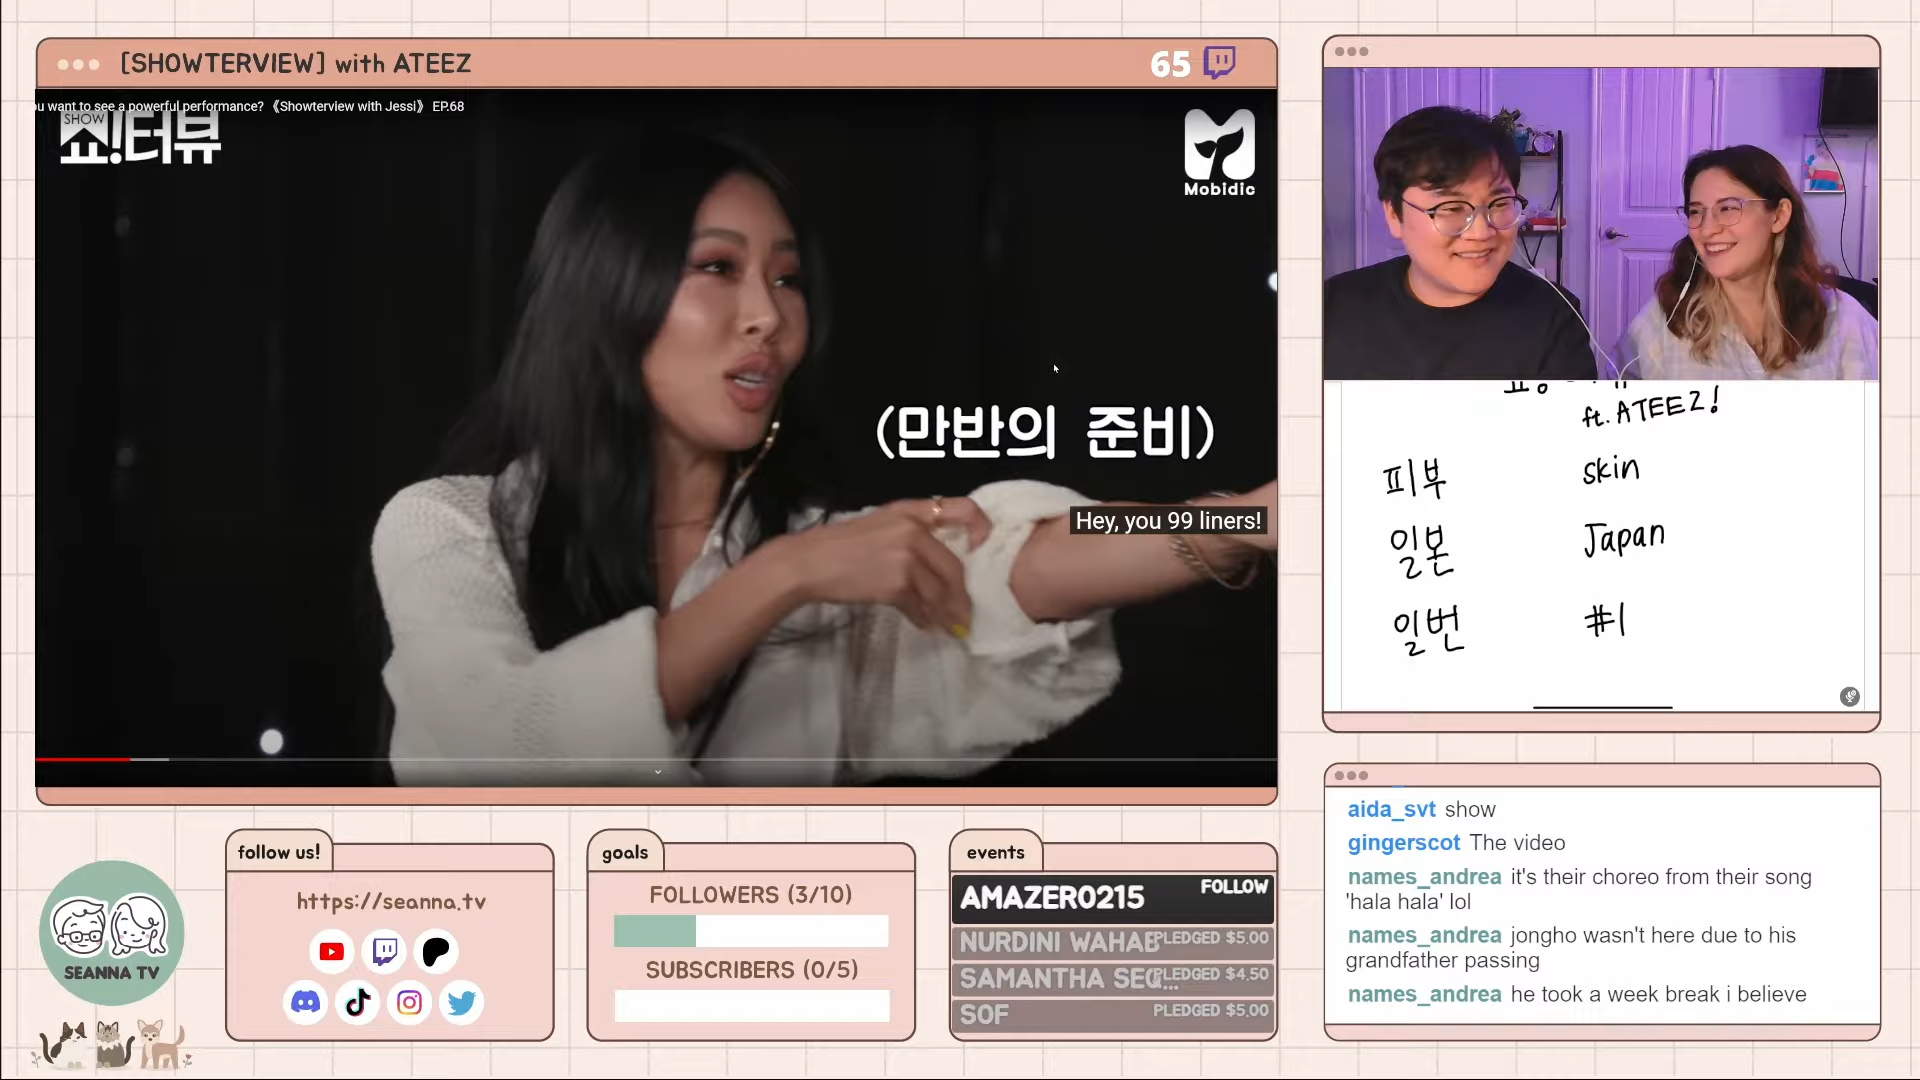 [SHOWTERVIEW] with ATEEZ
65
u want to see a powerful performance? 《Showterview with Jessi》 EP.68
SHOW
쇼!터뷰
Mobidic
(만반의 준비)
Hey, you 99 liners!
ft. ATEEZ!
피부 skin
일본 Japan
일번 #1
aida_svt show
gingerscot The video
names_andrea it's their choreo from their song
'hala hala' lol
names_andrea jongho wasn't here due to his
grandfather passing
names_andrea he took a week break i believe
SEANNA TV
follow us!
https://seanna.tv
goals
FOLLOWERS (3/10)
SUBSCRIBERS (0/5)
events
AMAZER0215 FOLLOW
NURDINI WAHAB PLEDGED $5.00
SAMANTHA SEQ... PLEDGED $4.50
SOF PLEDGED $5.00